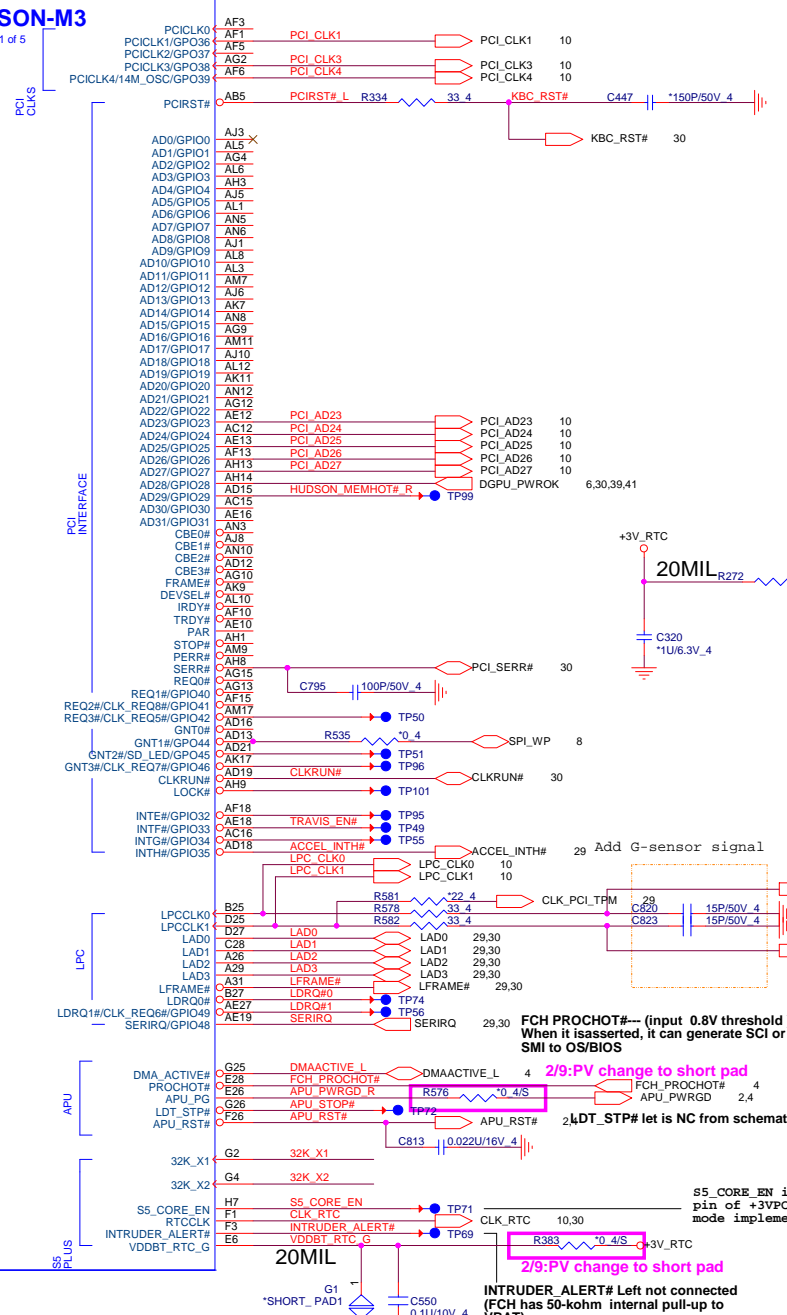 SON-M3
1 of 5
PCI CLKS
PCICLK0 AF3
PCICLK1/GPO36 AF1 PCI_CLK1 PCI_CLK1 10
PCICLK2/GPO37 AF5
PCICLK3/GPO38 AG2 PCI_CLK3 PCI_CLK3 10
PCICLK4/14M_OSC/GPO39 AF6 PCI_CLK4 PCI_CLK4 10
PCIRST# AB5 PCIRST#_L R334 33_4 KBC_RST# C447 *150P/50V_4
KBC_RST# 30
PCI INTERFACE
AD0/GPIO0 AJ3
AD1/GPIO1 AL5
AD2/GPIO2 AG4
AD3/GPIO3 AL6
AD4/GPIO4 AH3
AD5/GPIO5 AJ5
AD6/GPIO6 AL1
AD7/GPIO7 AN5
AD8/GPIO8 AN6
AD9/GPIO9 AJ1
AD10/GPIO10 AL8
AD11/GPIO11 AL3
AD12/GPIO12 AM7
AD13/GPIO13 AJ6
AD14/GPIO14 AK7
AD15/GPIO15 AN8
AD16/GPIO16 AG9
AD17/GPIO17 AM11
AD18/GPIO18 AJ10
AD19/GPIO19 AL12
AD20/GPIO20 AK11
AD21/GPIO21 AN12
AD22/GPIO22 AG12
AD23/GPIO23 AE12 PCI_AD23 PCI_AD23 10
AD24/GPIO24 AC12 PCI_AD24 PCI_AD24 10
AD25/GPIO25 AE13 PCI_AD25 PCI_AD25 10
AD26/GPIO26 AF13 PCI_AD26 PCI_AD26 10
AD27/GPIO27 AH13 PCI_AD27 PCI_AD27 10
AD28/GPIO28 AH14 DGPU_PWROK 6,30,39,41
AD29/GPIO29 AD15 HUDSON_MEMHOT#_R TP99
AD30/GPIO30 AC15
AD31/GPIO31 AE16
CBE0# AN3
CBE1# AJ8
CBE2# AN10
CBE3# AD12
FRAME# AG10
DEVSEL# AK9
IRDY# AL10
TRDY# AF10
PAR AE10
STOP# AH1
PERR# AM9
SERR# AH8 PCI_SERR# 30
REQ0# AG15
REQ1#/GPIO40 AG13 C795 100P/50V_4
REQ2#/CLK_REQ8#/GPIO41 AF15
REQ3#/CLK_REQ5#/GPIO42 AM17 TP50
GNT0# AD16
GNT1#/GPO44 AD13 R535 *0_4 SPI_WP 8
GNT2#/SD_LED/GPO45 AD21 TP51
GNT3#/CLK_REQ7#/GPIO46 AK17 TP96
CLKRUN# AD19 CLKRUN# CLKRUN# 30
LOCK# AH9 TP101
+3V_RTC
20MIL R272
C320
*1U/6.3V_4
INTE#/GPIO32 AF18 TP95
INTF#/GPIO33 AE18 TRAVIS_EN# TP49
INTG#/GPIO34 AC16 TP55
INTH#/GPIO35 AD18 ACCEL_INTH# ACCEL_INTH# 29 Add G-sensor signal
LPC_CLK0 LPC_CLK0 10
LPC_CLK1 LPC_CLK1 10
R581 *22_4 CLK_PCI_TPM 29
LPC
LPCCLK0 B25 R578 33_4 C820 15P/50V_4
LPCCLK1 D25 R582 33_4 C823 15P/50V_4
LAD0 D27 LAD0 LAD0 29,30
LAD1 C28 LAD1 LAD1 29,30
LAD2 A26 LAD2 LAD2 29,30
LAD3 A29 LAD3 LAD3 29,30
LFRAME# A31 LFRAME# LFRAME# 29,30
LDRQ0# B27 LDRQ#0 TP74
LDRQ1#/CLK_REQ6#/GPIO49 AE27 LDRQ#1 TP56
SERIRQ/GPIO48 AE19 SERIRQ SERIRQ 29,30
FCH PROCHOT#--- (input 0.8V threshold
When it isasserted, it can generate SCI or
SMI to OS/BIOS
APU
DMA_ACTIVE# G25 DMAACTIVE_L DMAACTIVE_L 4
2/9:PV change to short pad
PROCHOT# E28 FCH_PROCHOT# FCH_PROCHOT# 4
APU_PG E26 APU_PWRGD_R R576 *0_4/S APU_PWRGD 2,4
LDT_STP# G26 APU_STOP# TP72 LDT_STP# let is NC from schemat
APU_RST# F26 APU_RST# APU_RST# 2,4
C813 0.022U/16V_4
S5 PLUS
32K_X1 G2 32K_X1
32K_X2 G4 32K_X2
S5_CORE_EN H7 S5_CORE_EN TP71
RTCCLK F1 CLK_RTC CLK_RTC 10,30
INTRUDER_ALERT# F3 INTRUDER_ALERT# TP69
VDDBT_RTC_G E6 VDDBT_RTC_G R383 *0_4/S +3V_RTC
S5_CORE_EN i
pin of +3VPC
mode impleme
20MIL
2/9:PV change to short pad
G1
*SHORT_ PAD1
1
C550
0.1U/10V_4
INTRUDER_ALERT# Left not connected
(FCH has 50-kohm internal pull-up to